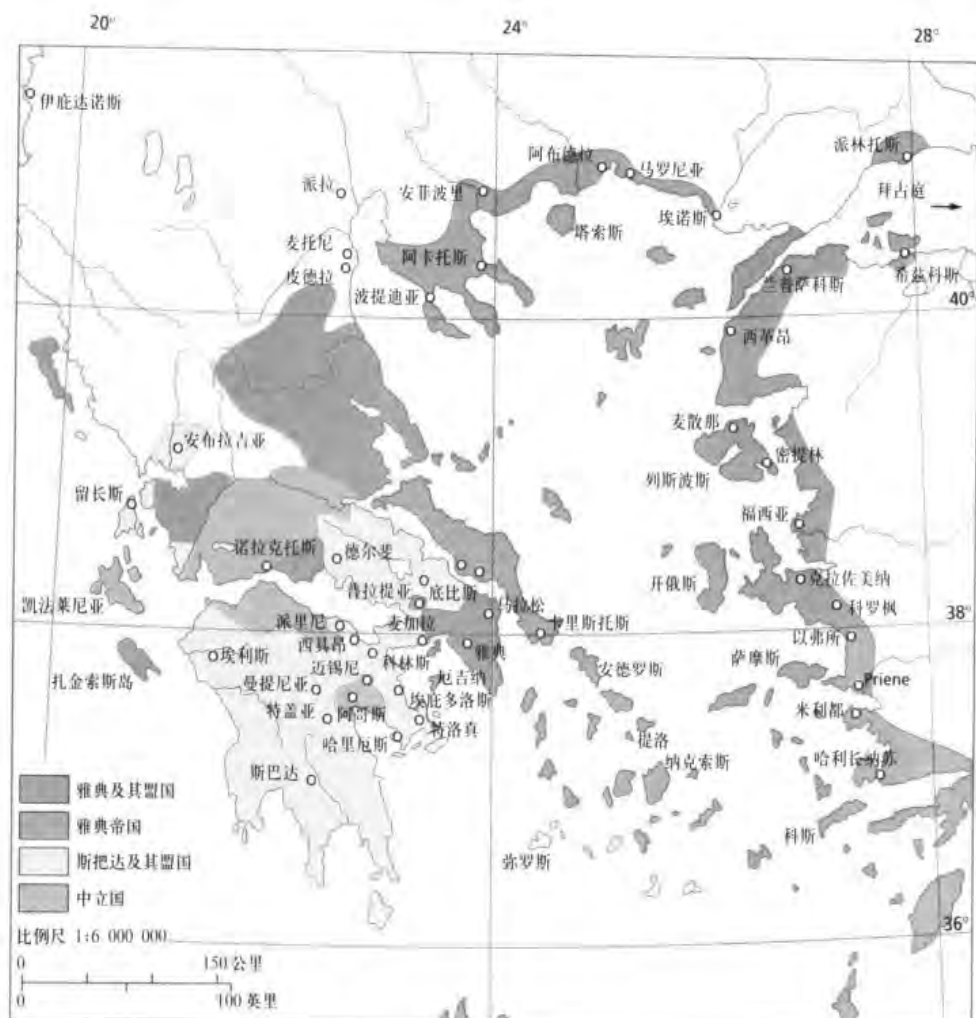 20°
24°
28°
伊庇达诺斯
派林托斯
阿布德拉
马罗尼亚
派拉
安菲波里
拜占庭
埃诺斯
塔索斯
麦托尼
阿卡托斯
皮德拉
希兹科斯
波提迪亚
40°
西革昂
麦散那
安布拉吉亚
密提林
列斯波斯
留长斯
福西亚
诺拉克托斯
德尔斐
克拉佐美纳
普拉提亚
底比斯
开俄斯
凯法莱尼亚
马拉松
科罗枫
派里尼
麦加拉
卡里斯托斯
38°
西具昂
雅典
以弗所
埃利斯
科林斯
迈锡尼
厄吉纳
安德罗斯
萨摩斯
扎金索斯岛
曼提尼亚
埃庇多洛斯
Priene
特盖亚
阿哥斯
米利都
哈里厄斯
提洛
纳克索斯
哈利长纳苏
斯巴达
科斯
弥罗斯
雅典及其盟国
雅典帝国
斯把达及其盟国
中立国
36°
比例尺 1:6 000 000
0
150 公里
0
100 英里